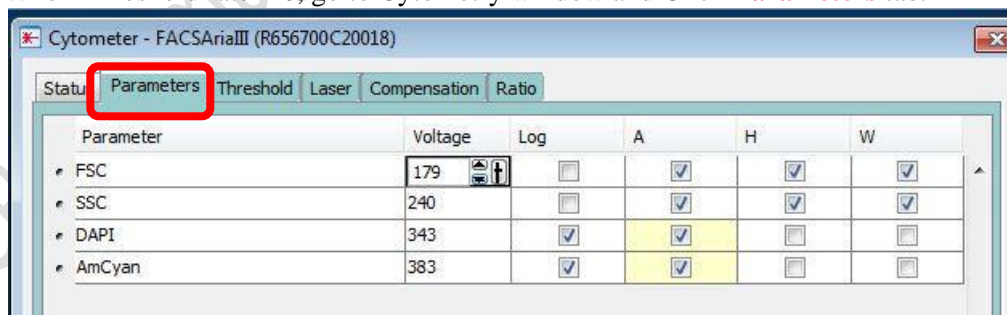 Cytometer - FACSAriaIII (R656700C20018)
Status Parameters Threshold Laser Compensation Ratio
Parameter Voltage Log A H W
FSC 179
SSC 240
DAPI 343
AmCyan 383